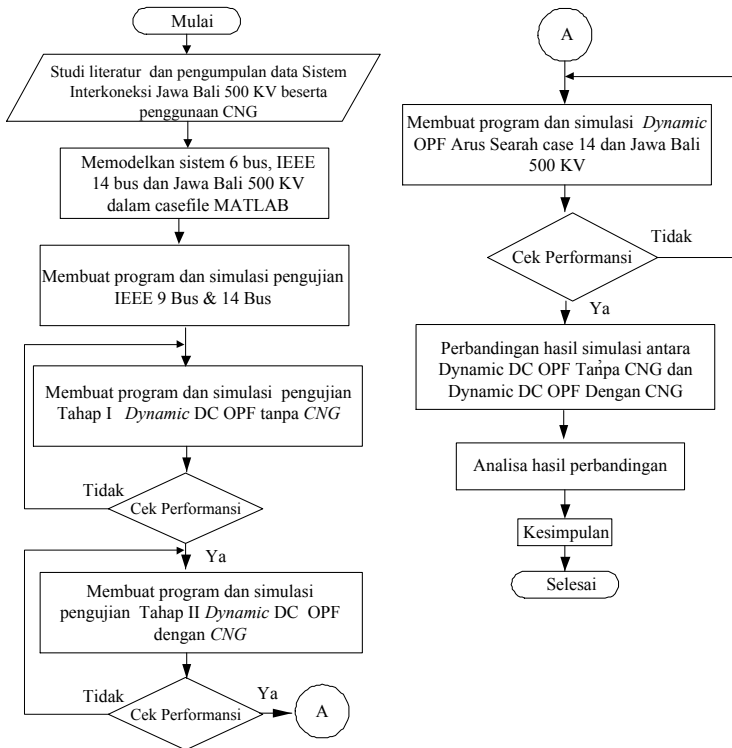 Mulai
Studi literatur dan pengumpulan data Sistem
Interkoneksi Jawa Bali 500 KV beserta
penggunaan CNG
Memodelkan sistem 6 bus, IEEE
14 bus dan Jawa Bali 500 KV
dalam casefile MATLAB
Membuat program dan simulasi pengujian
IEEE 9 Bus & 14 Bus
Membuat program dan simulasi pengujian
Tahap I Dynamic DC OPF tanpa CNG
Tidak
Cek Performansi
Ya
Membuat program dan simulasi
pengujian Tahap II Dynamic DC OPF
dengan CNG
Tidak
Cek Performansi
Ya
A
A
Membuat program dan simulasi Dynamic
OPF Arus Searah case 14 dan Jawa Bali
500 KV
Tidak
Cek Performansi
Ya
Perbandingan hasil simulasi antara
Dynamic DC OPF Tanpa CNG dan
Dynamic DC OPF Dengan CNG
Analisa hasil perbandingan
Kesimpulan
Selesai